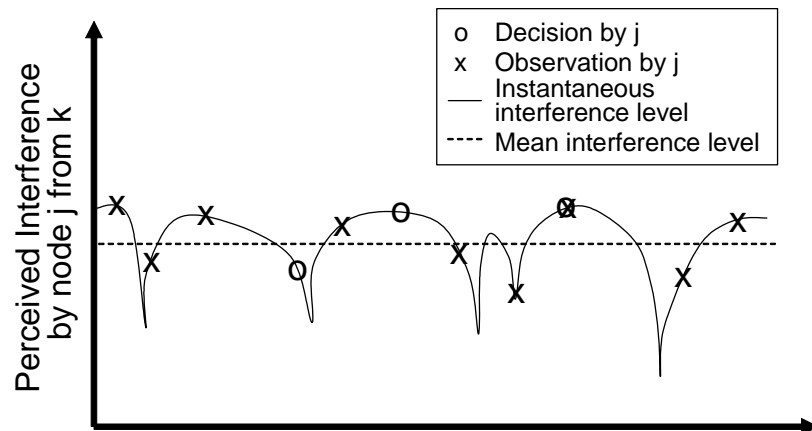 o Decision by j
x Observation by j
Instantaneous
interference level
Mean interference level
Perceived Interference
by node j from k